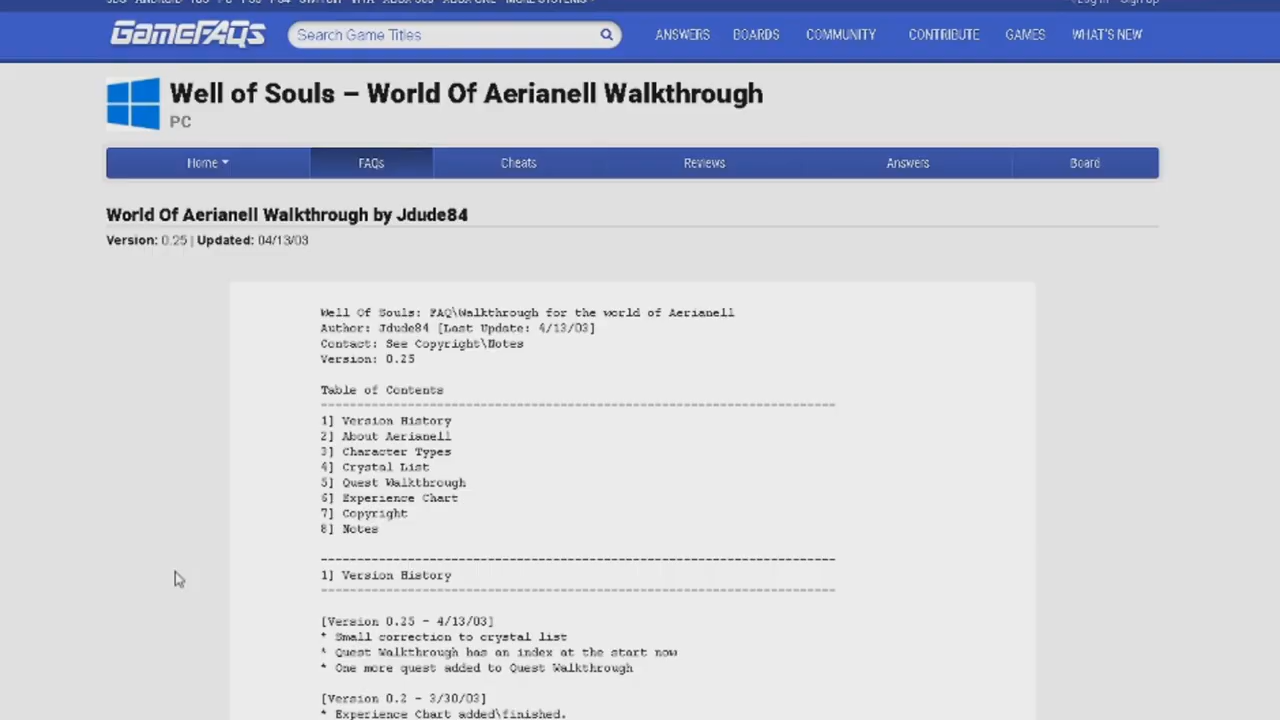 GameFAQs Search Game Titles ANSWERS BOARDS COMMUNITY CONTRIBUTE GAMES WHAT'S NEW
Well of Souls – World Of Aerianell Walkthrough
PC
Home FAQs Cheats Reviews Answers Board
World Of Aerianell Walkthrough by Jdude84
Version: 0.25 | Updated: 04/13/03
Well Of Souls: FAQ\Walkthrough for the world of Aerianell
Author: Jdude84 [Last Update: 4/13/03]
Contact: See Copyright\Notes
Version: 0.25
Table of Contents
-----------------------------------------------------------------------
1] Version History
2] About Aerianell
3] Character Types
4] Crystal List
5] Quest Walkthrough
6] Experience Chart
7] Copyright
8] Notes
-----------------------------------------------------------------------
1] Version History
-----------------------------------------------------------------------
[Version 0.25 - 4/13/03]
* Small correction to crystal list
* Quest Walkthrough has an index at the start now
* One more quest added to Quest Walkthrough
[Version 0.2 - 3/30/03]
* Experience Chart added\finished.